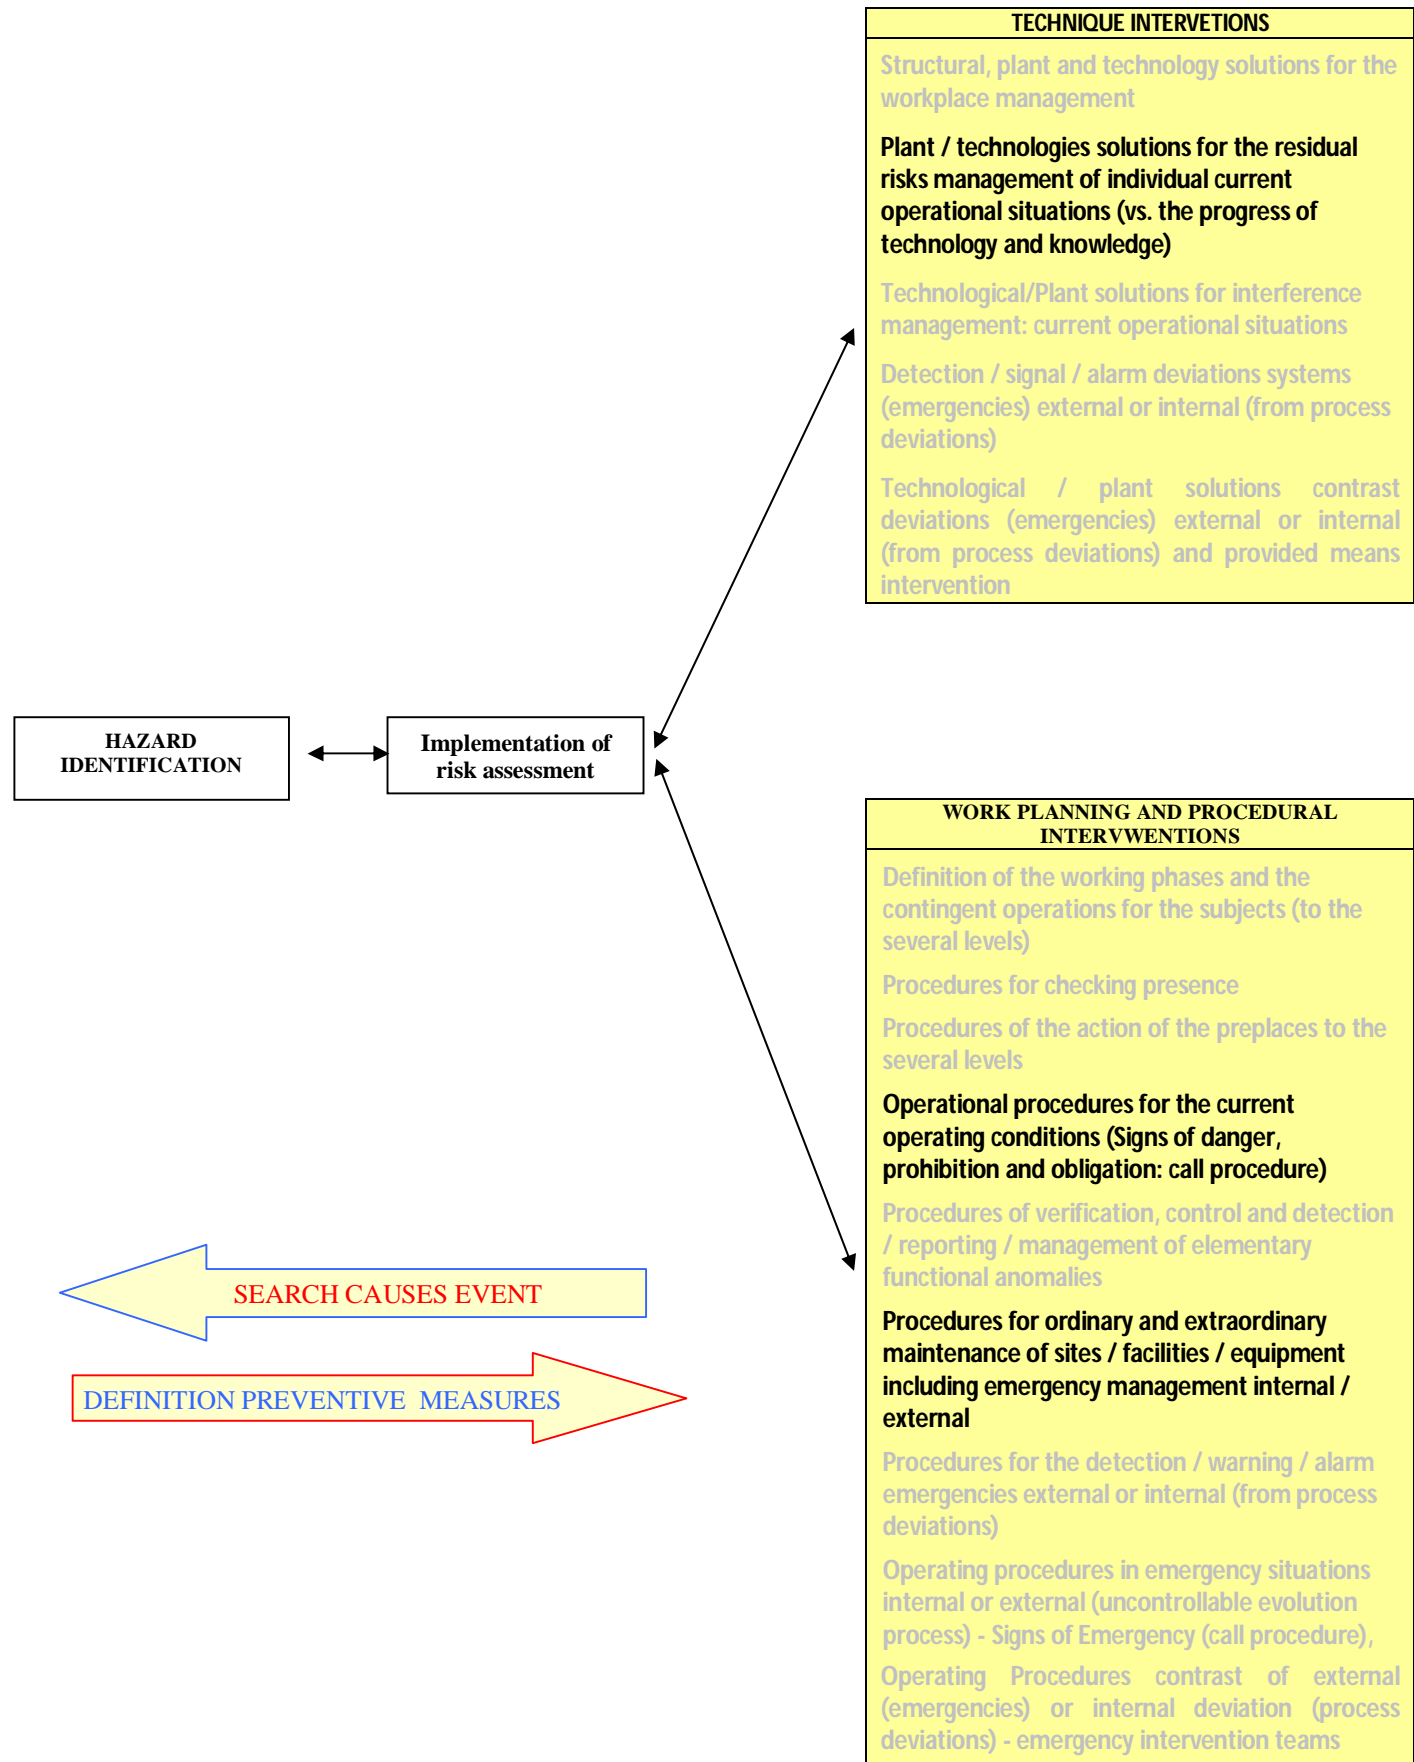 TECHNIQUE INTERVETIONS
Structural, plant and technology solutions for the
workplace management
Plant / technologies solutions for the residual
risks management of individual current
operational situations (vs. the progress of
technology and knowledge)
Technological/Plant solutions for interference
management: current operational situations
Detection / signal / alarm deviations systems
(emergencies) external or internal (from process
deviations)
Technological / plant solutions contrast
deviations (emergencies) external or internal
(from process deviations) and provided means
intervention
HAZARD
IDENTIFICATION
Implementation of
risk assessment
WORK PLANNING AND PROCEDURAL
INTERVWENTIONS
Definition of the working phases and the
contingent operations for the subjects (to the
several levels)
Procedures for checking presence
Procedures of the action of the preplaces to the
several levels
Operational procedures for the current
operating conditions (Signs of danger,
prohibition and obligation: call procedure)
Procedures of verification, control and detection
/ reporting / management of elementary
functional anomalies
Procedures for ordinary and extraordinary
maintenance of sites / facilities / equipment
including emergency management internal /
external
Procedures for the detection / warning / alarm
emergencies external or internal (from process
deviations)
Operating procedures in emergency situations
internal or external (uncontrollable evolution
process) - Signs of Emergency (call procedure),
Operating Procedures contrast of external
(emergencies) or internal deviation (process
deviations) - emergency intervention teams
SEARCH CAUSES EVENT
DEFINITION PREVENTIVE MEASURES